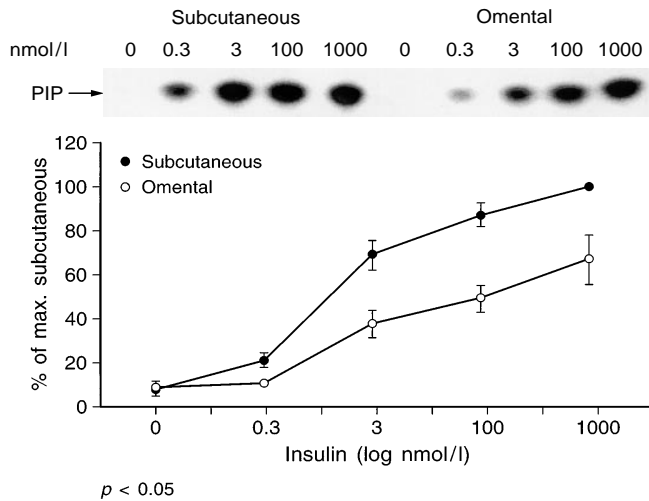 Subcutaneous Omental
nmol/l 0 0.3 3 100 1000 0 0.3 3 100 1000
PIP
120
100
80
60
40
20
0
% of max. subcutaneous
Subcutaneous
Omental
0 0.3 3 100 1000
Insulin (log nmol/l)
p < 0.05